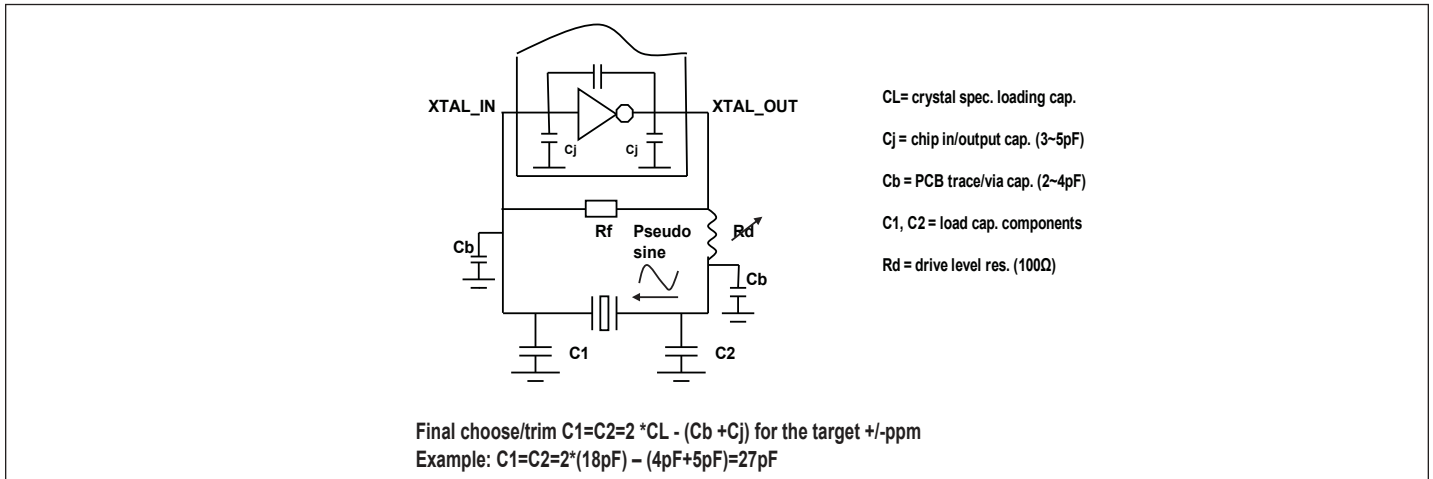 XTAL_IN
XTAL_OUT
Cj
Cj
Rf
Pseudo
sine
Rd
Cb
Cb
C1
C2
CL= crystal spec. loading cap.
Cj = chip in/output cap. (3~5pF)
Cb = PCB trace/via cap. (2~4pF)
C1, C2 = load cap. components
Rd = drive level res. (100Ω)
Final choose/trim C1=C2=2 *CL - (Cb +Cj) for the target +/-ppm
Example: C1=C2=2*(18pF) – (4pF+5pF)=27pF